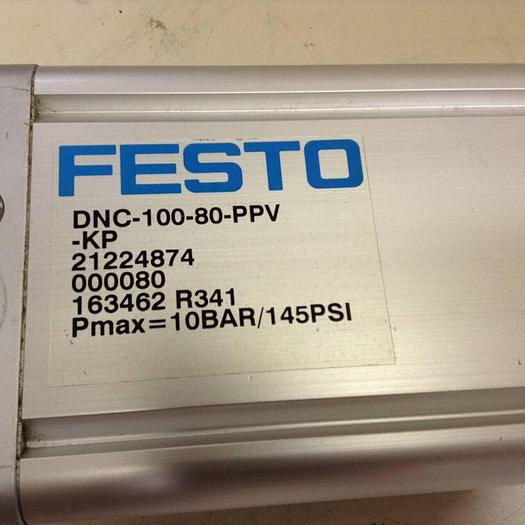 FESTO
DNC-100-80-PPV
-KP
21224874
000080
163462 R341
Pmax=10BAR/145PSI